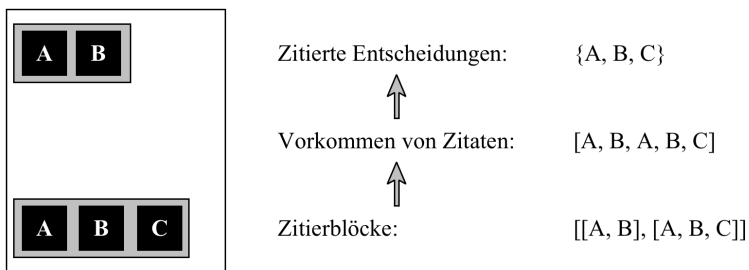 A B
Zitierte Entscheidungen: {A, B, C}
Vorkommen von Zitaten: [A, B, A, B, C]
A B C
Zitierblöcke: [[A, B], [A, B, C]]